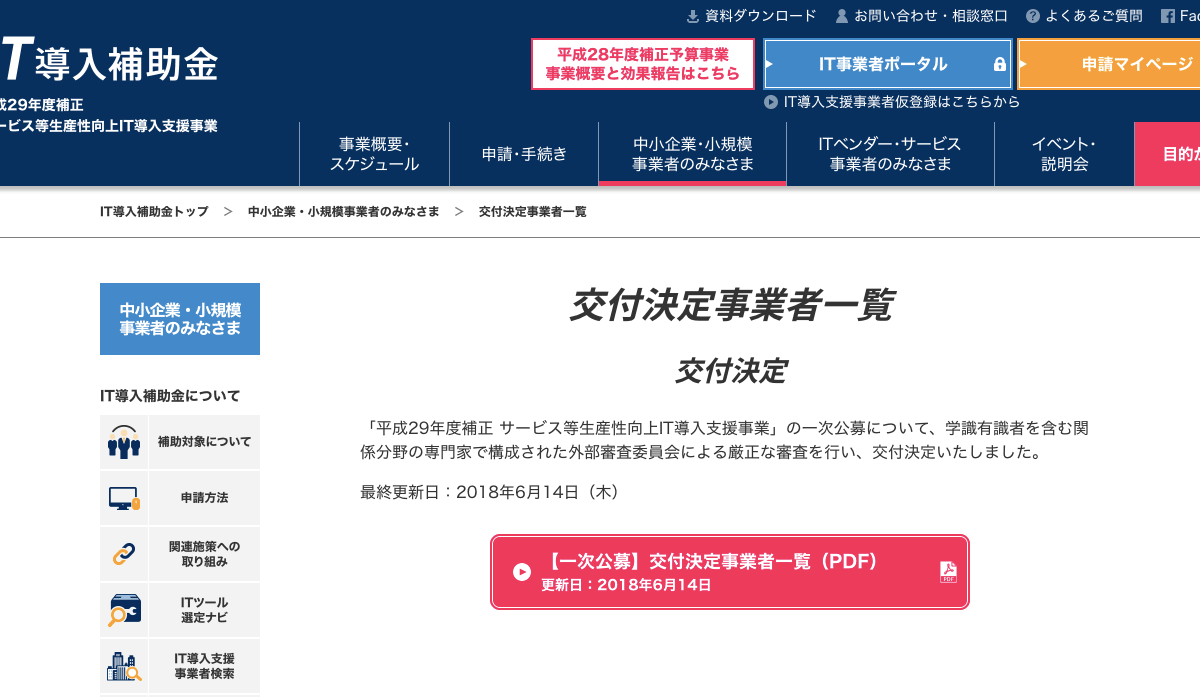 資料ダウンロード
お問い合わせ・相談窓口
よくあるご質問
T導入補助金
平成28年度補正予算事業
事業概要と効果報告はこちら
IT事業者ポータル
申請マイページ
29年度補正
ービス等生産性向上IT導入支援事業
IT導入支援事業者仮登録はこちらから
事業概要･
スケジュール
申請･手続き
中小企業･小規模
事業者のみなさま
ITベンダー･サービス
事業者のみなさま
イベント･
説明会
目的
IT導入補助金トップ ＞ 中小企業・小規模事業者のみなさま ＞ 交付決定事業者一覧
中小企業・小規模
事業者のみなさま
IT導入補助金について
補助対象について
申請方法
関連施策への
取り組み
ITツール
選定ナビ
IT導入支援
事業者検索
交付決定事業者一覧
交付決定
「平成29年度補正 サービス等生産性向上IT導入支援事業」の一次公募について、学識有識者を含む関
係分野の専門家で構成された外部審査委員会による厳正な審査を行い、交付決定いたしました。
最終更新日：2018年6月14日（木）
【一次公募】交付決定事業者一覧（PDF）
更新日：2018年6月14日
PDF